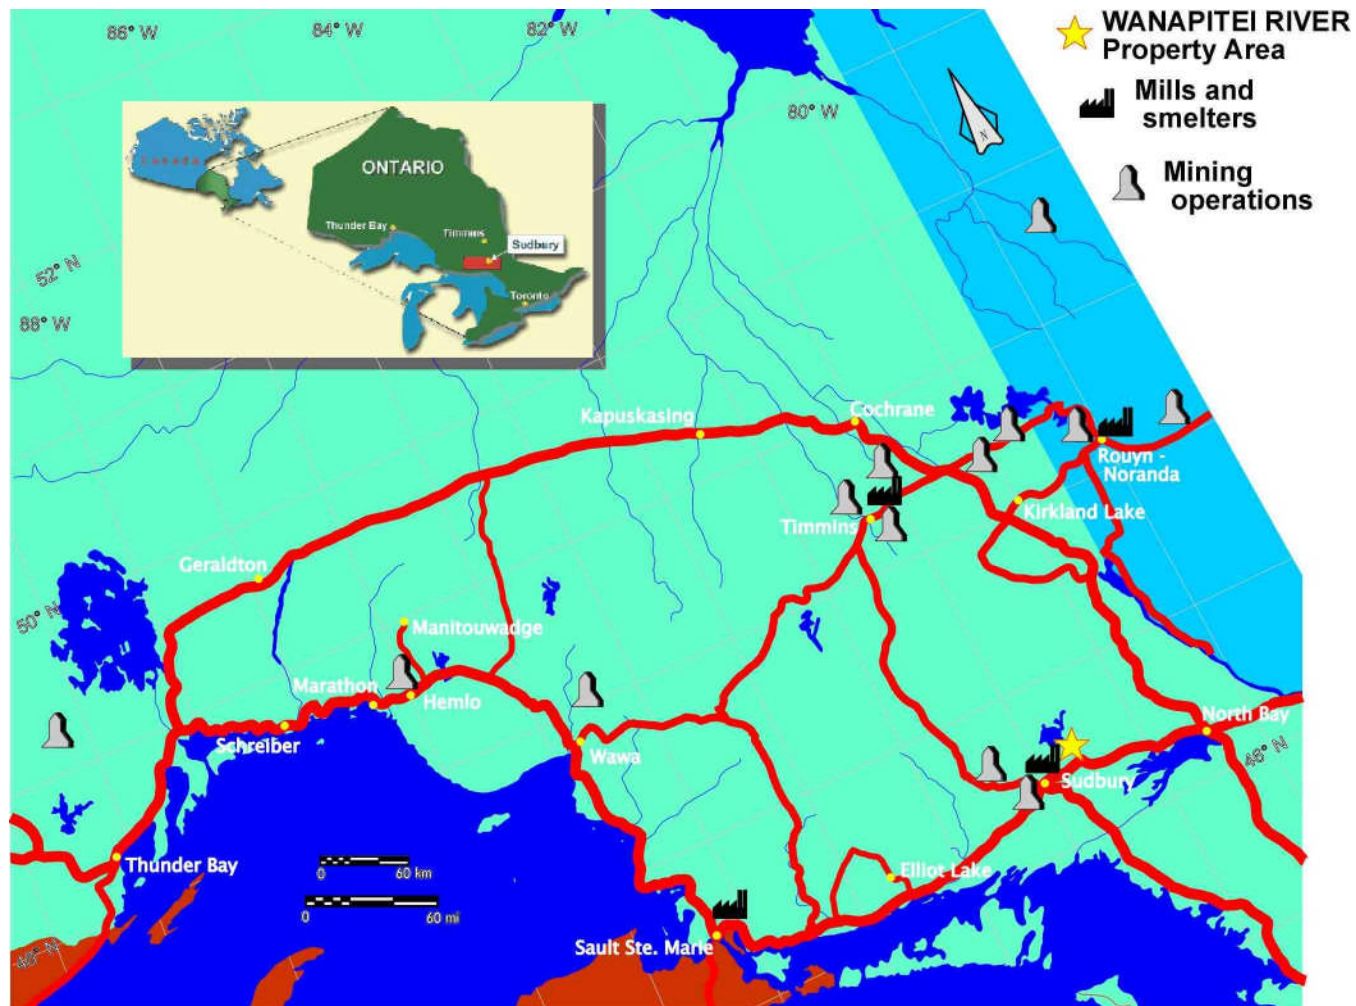 86° W
84° W
82° W
WANAPITEI RIVER
Property Area
80° W
N
Mills and
smelters
Mining
operations
Canada
ONTARIO
Thunder Bay
Timmins
Sudbury
Toronto
52° N
88° W
Kapuskasing
Cochrane
Rouyn -
Noranda
Kirkland Lake
Timmins
Geraldton
50° N
Manitouwadge
Marathon
Hemlo
Schreiber
Wawa
North Bay
46° N
Sudbury
Thunder Bay
60 km
Elliot Lake
60 mi
Sault Ste. Marie
48° N